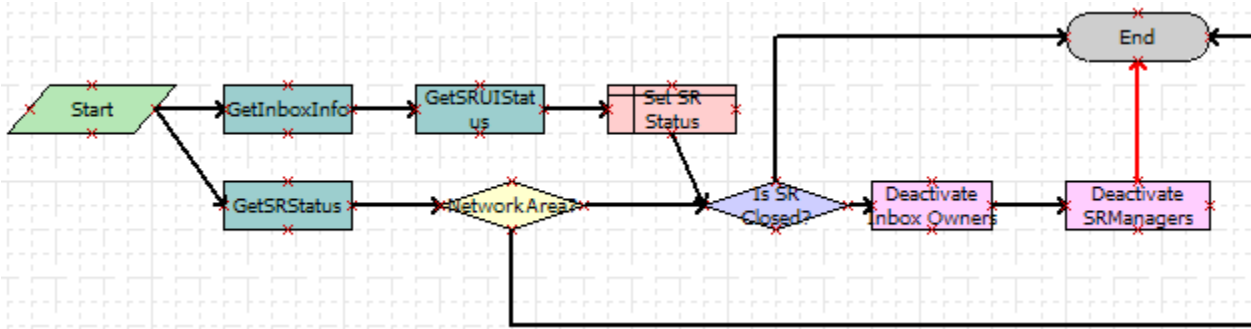 End
Start
GetInboxInfo
GetSRUIStat
us
Set SR
Status
GetSRStatus
NetworkArea?
Is SR
Closed?
Deactivate
Inbox Owners
Deactivate
SRManagers